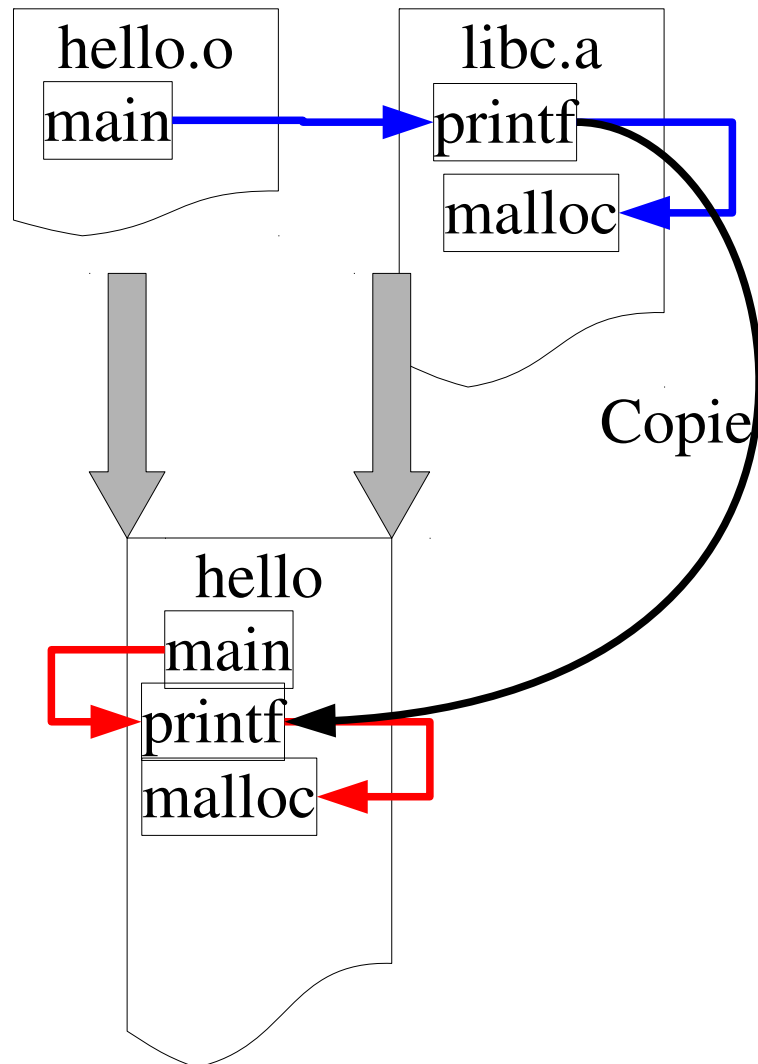 hello.o
main
libc.a
printf
malloc
Copie
hello
main
printf
malloc